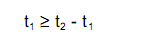 t₁ ≥ t₂ - t₁